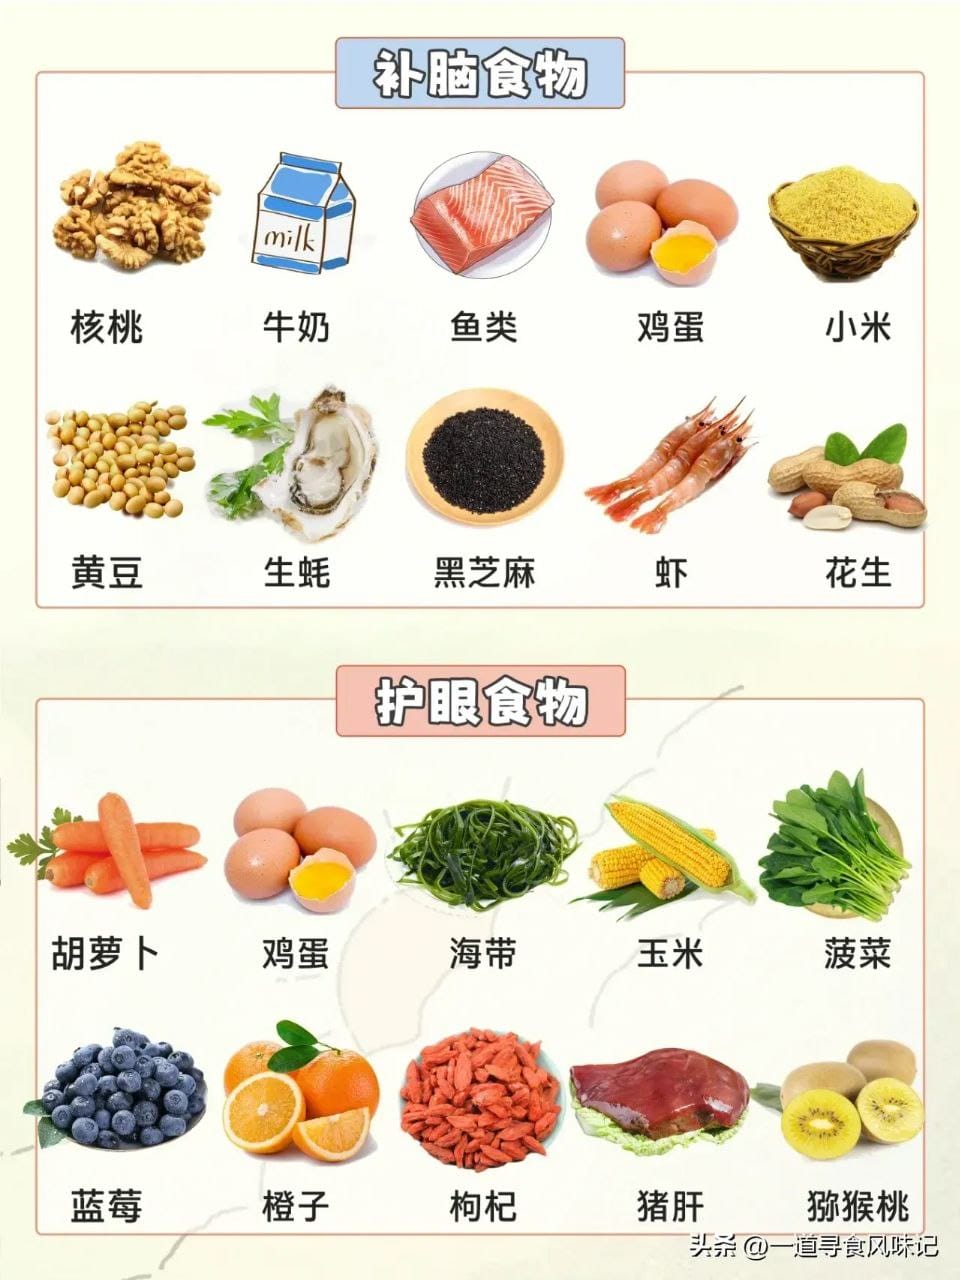 补脑食物
milk
核桃 牛奶 鱼类 鸡蛋 小米
黄豆 生蚝 黑芝麻 虾 花生
护眼食物
胡萝卜 鸡蛋 海带 玉米 菠菜
蓝莓 橙子 枸杞 猪肝 猕猴桃
头条 @一道寻食风味记